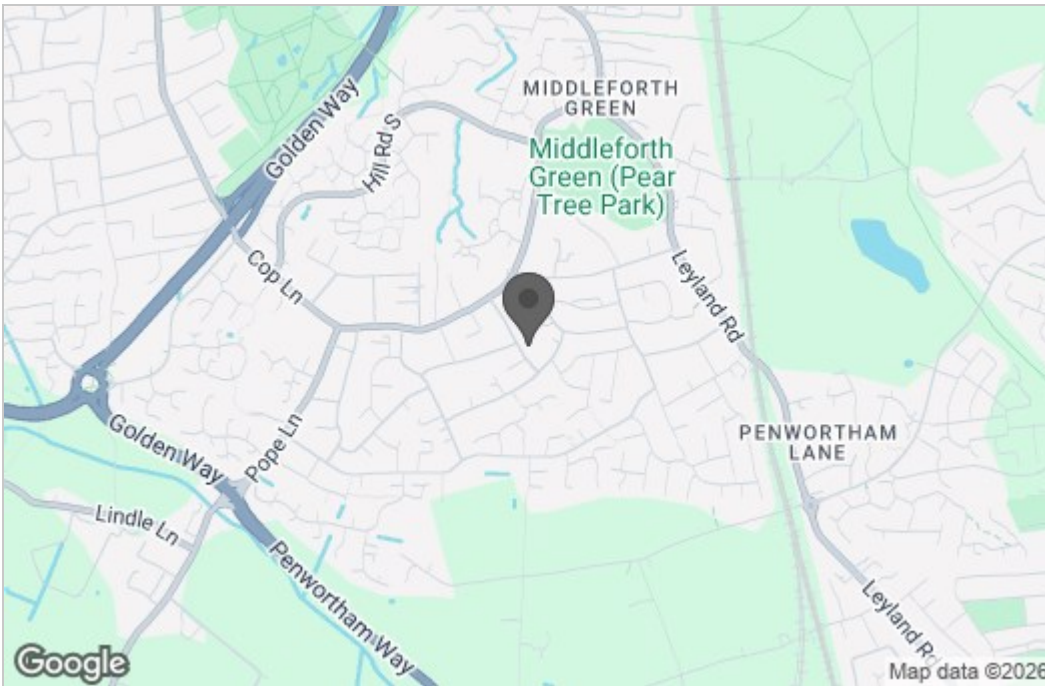 MIDDLEFORTH
GREEN
Middleforth
Green (Pear
Tree Park)
Golden Way
Hill Rd S
Cop Ln
Leyland Rd
PENWORTHAM
LANE
Golden Way
Pope Ln
Lindle Ln
Penwortham Way
Leyland Rd
Google
Map data ©2026